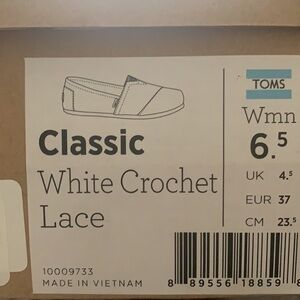 TOMS
Wmn
6.5
UK 4.5
EUR 37
CM 23.5
Classic
White Crochet
Lace
10009733
MADE IN VIETNAM
8 89556 18859